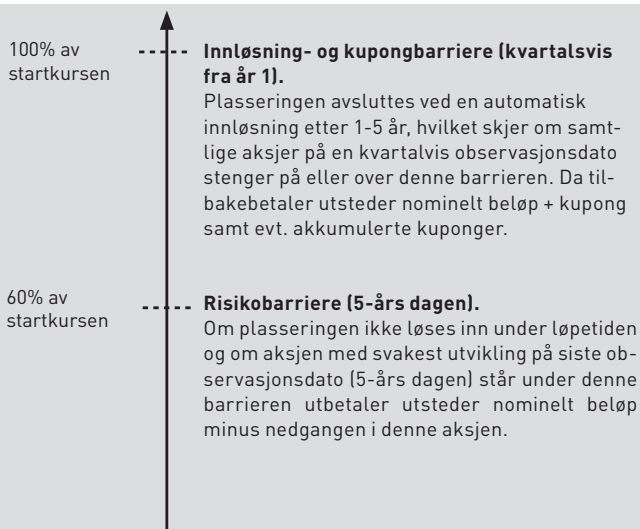 100% av
startkursen
Innløsning- og kupongbarriere (kvartalsvis
fra år 1).
Plasseringen avsluttes ved en automatisk
innløsning etter 1-5 år, hvilket skjer om samt-
lige aksjer på en kvartalvis observasjonsdato
stenger på eller over denne barrieren. Da til-
bakebetaler utsteder nominelt beløp + kupong
samt evt. akkumulerte kuponger.
60% av
startkursen
Risikobarriere (5-års dagen).
Om plasseringen ikke løses inn under løpetiden
og om aksjen med svakest utvikling på siste ob-
servasjonsdato (5-års dagen) står under denne
barrieren utbetaler utsteder nominelt beløp
minus nedgangen i denne aksjen.